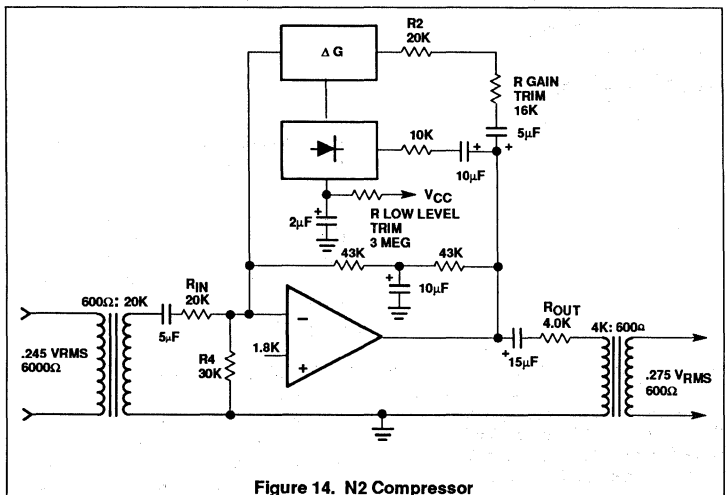 R2
20K
Δ G
R GAIN
TRIM
16K
5μF
+
10K
+
10μF
VCC
+
2μF
R LOW LEVEL
TRIM
3 MEG
43K
43K
+
10μF
600Ω: 20K
RIN
20K
5μF
R4
30K
−
1.8K
+
ROUT
4.0K
+
15μF
4K: 600Ω
.245 VRMS
6000Ω
.275 VRMS
600Ω
Figure 14. N2 Compressor